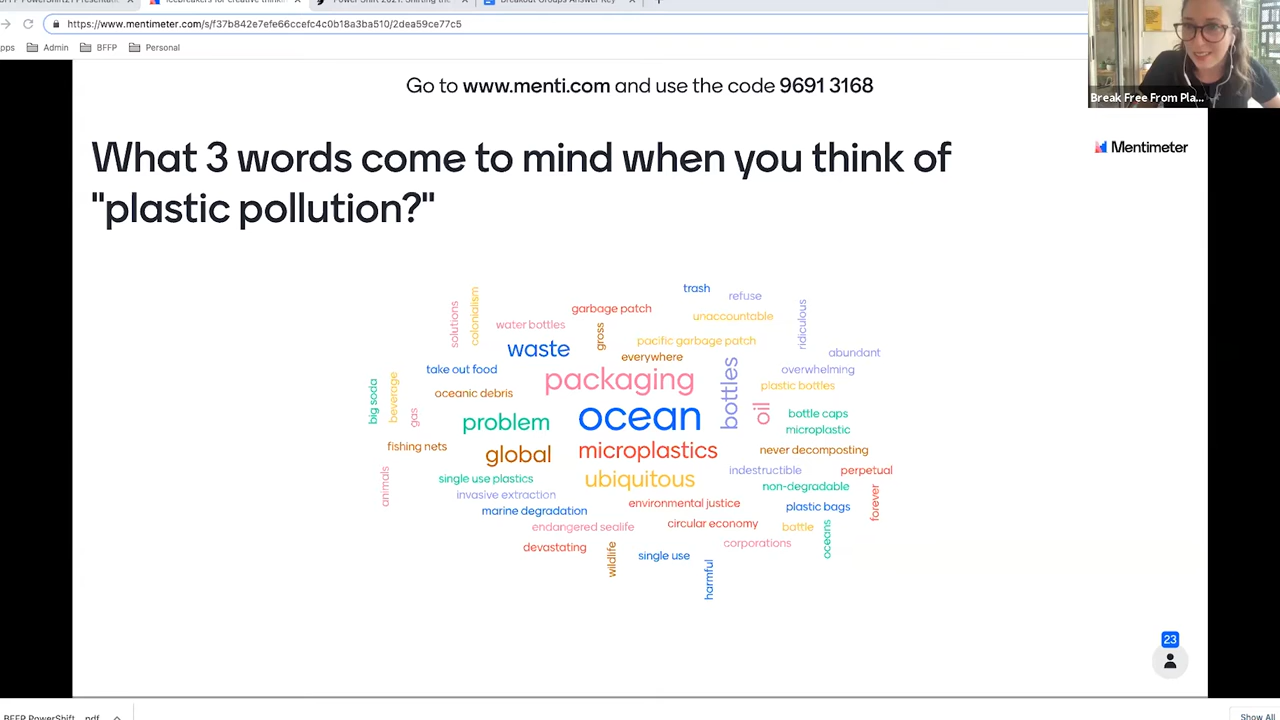 https://www.mentimeter.com/s/f37b842e7efe66ccefc4c0b18a3ba510/2dea59ce77c5
Admin
BFFP
Personal
Break Free From Pla...
Go to www.menti.com and use the code 9691 3168
What 3 words come to mind when you think of
"plastic pollution?"
Mentimeter
trash
refuse
solutions
colonialism
garbage patch
ridiculous
unaccountable
water bottles
gross
pacific garbage patch
waste
everywhere
abundant
take out food
packaging
bottles
overwhelming
plastic bottles
big soda
beverage
oceanic debris
gas
problem
ocean
oil
bottle caps
microplastic
fishing nets
global
microplastics
never decomposting
animals
single use plastics
ubiquitous
indestructible
perpetual
invasive extraction
non-degradable
forever
marine degradation
environmental justice
plastic bags
endangered sealife
circular economy
bottle
oceans
devastating
wildlife
single use
corporations
harmful
23
BFFP PowerShift...pdf
Show All